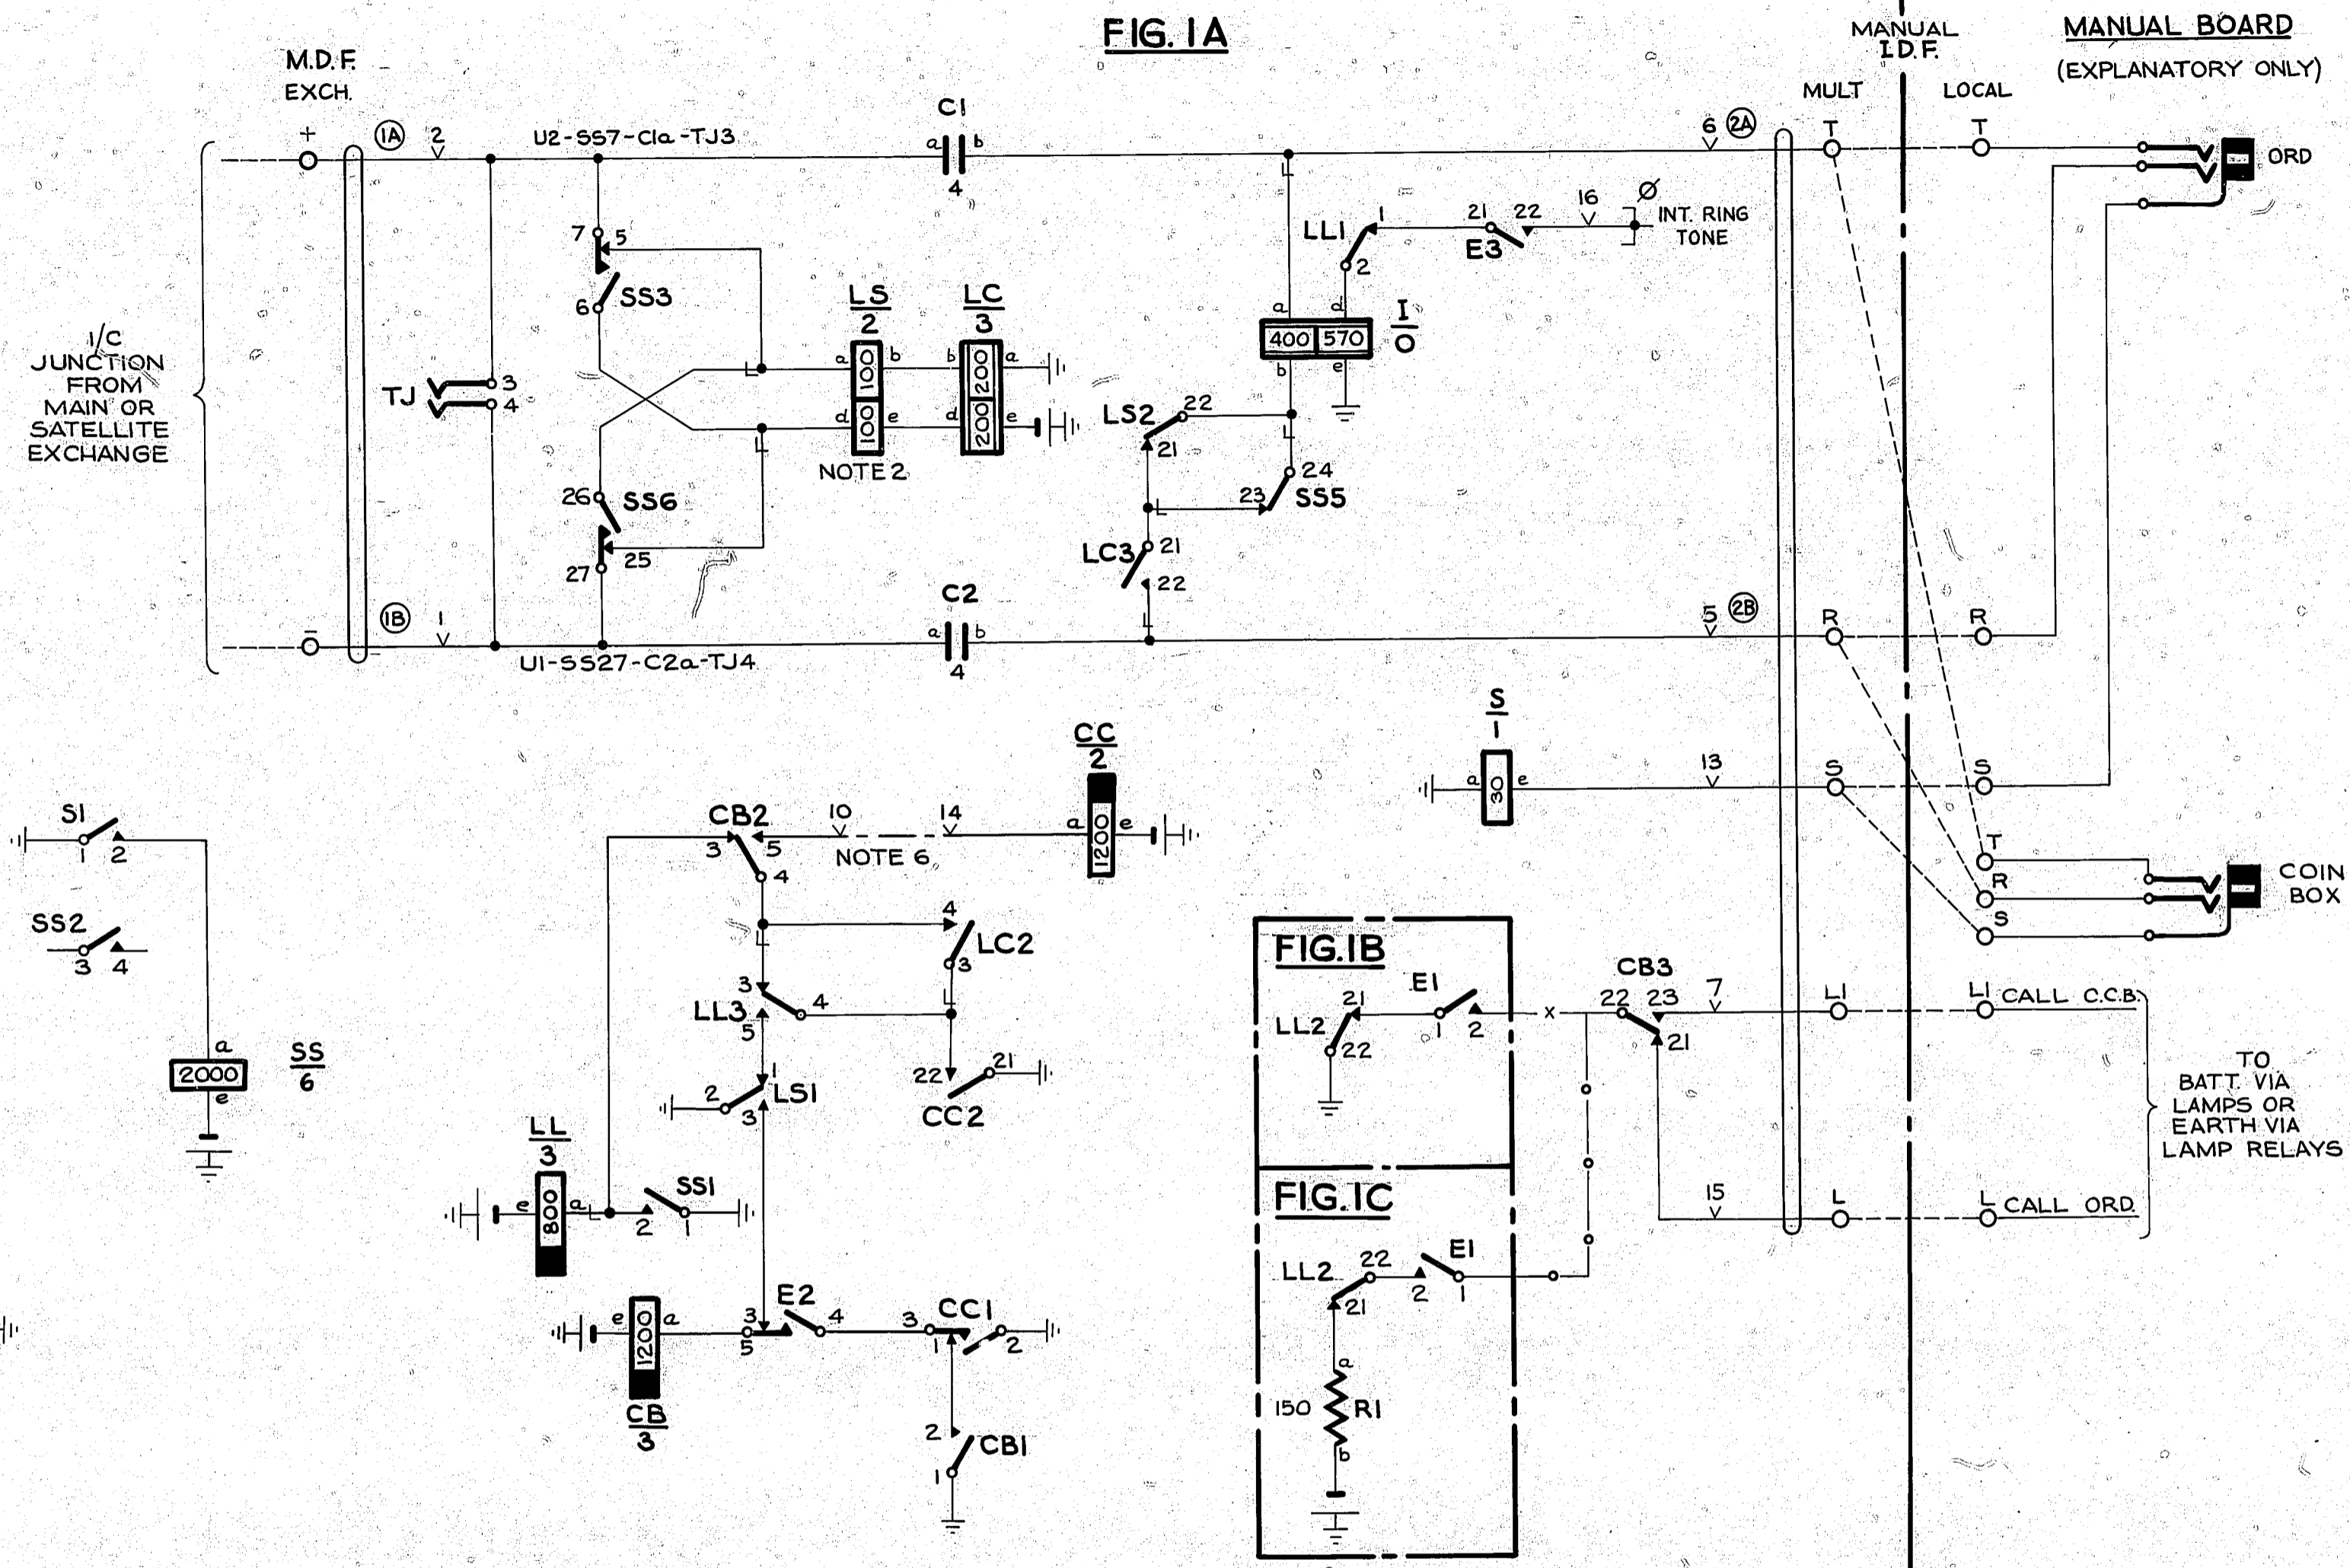 FIG. 1A
M.D.F.
EXCH.
MANUAL
I.D.F.
MULT
LOCAL
MANUAL BOARD
(EXPLANATORY ONLY)
+
1A
2
U2-SS7-C1a-TJ3
C1
a
b
4
6
2A
T
T
ORD
I/C
JUNCTION
FROM
MAIN OR
SATELLITE
EXCHANGE
TJ
3
4
7
5
SS3
6
LS
2
LC
3
a
100
b
b
200
a
d
100
e
d
200
e
NOTE 2
26
SS6
25
27
LL1
1
2
21
22
E3
16
Ø
INT. RING
TONE
a
d
400
570
I
0
b
e
LS2
22
21
24
23
SS5
LC3
21
22
-
1B
1
U1-SS27-C2a-TJ4
C2
a
b
4
5
2B
R
R
S
1
a
30
e
13
S
S
T
R
S
COIN
BOX
S1
1
2
SS2
3
4
a
2000
e
SS
6
CB2
3
5
4
10
14
NOTE 6
CC
2
a
1200
e
4
LC2
3
3
LL3
4
5
2
1
LS1
3
22
21
CC2
LL
3
e
800
a
SS1
2
1
e
1200
a
CB
3
3
5
E2
4
3
CC1
1
2
2
CB1
1
FIG.1B
21
LL2
22
E1
1
2
x
CB3
22
23
21
7
L1
L1
CALL C.C.B.
FIG.1C
LL2
22
21
E1
2
1
a
150
R1
b
15
L
L
CALL ORD.
TO
BATT. VIA
LAMPS OR
EARTH VIA
LAMP RELAYS